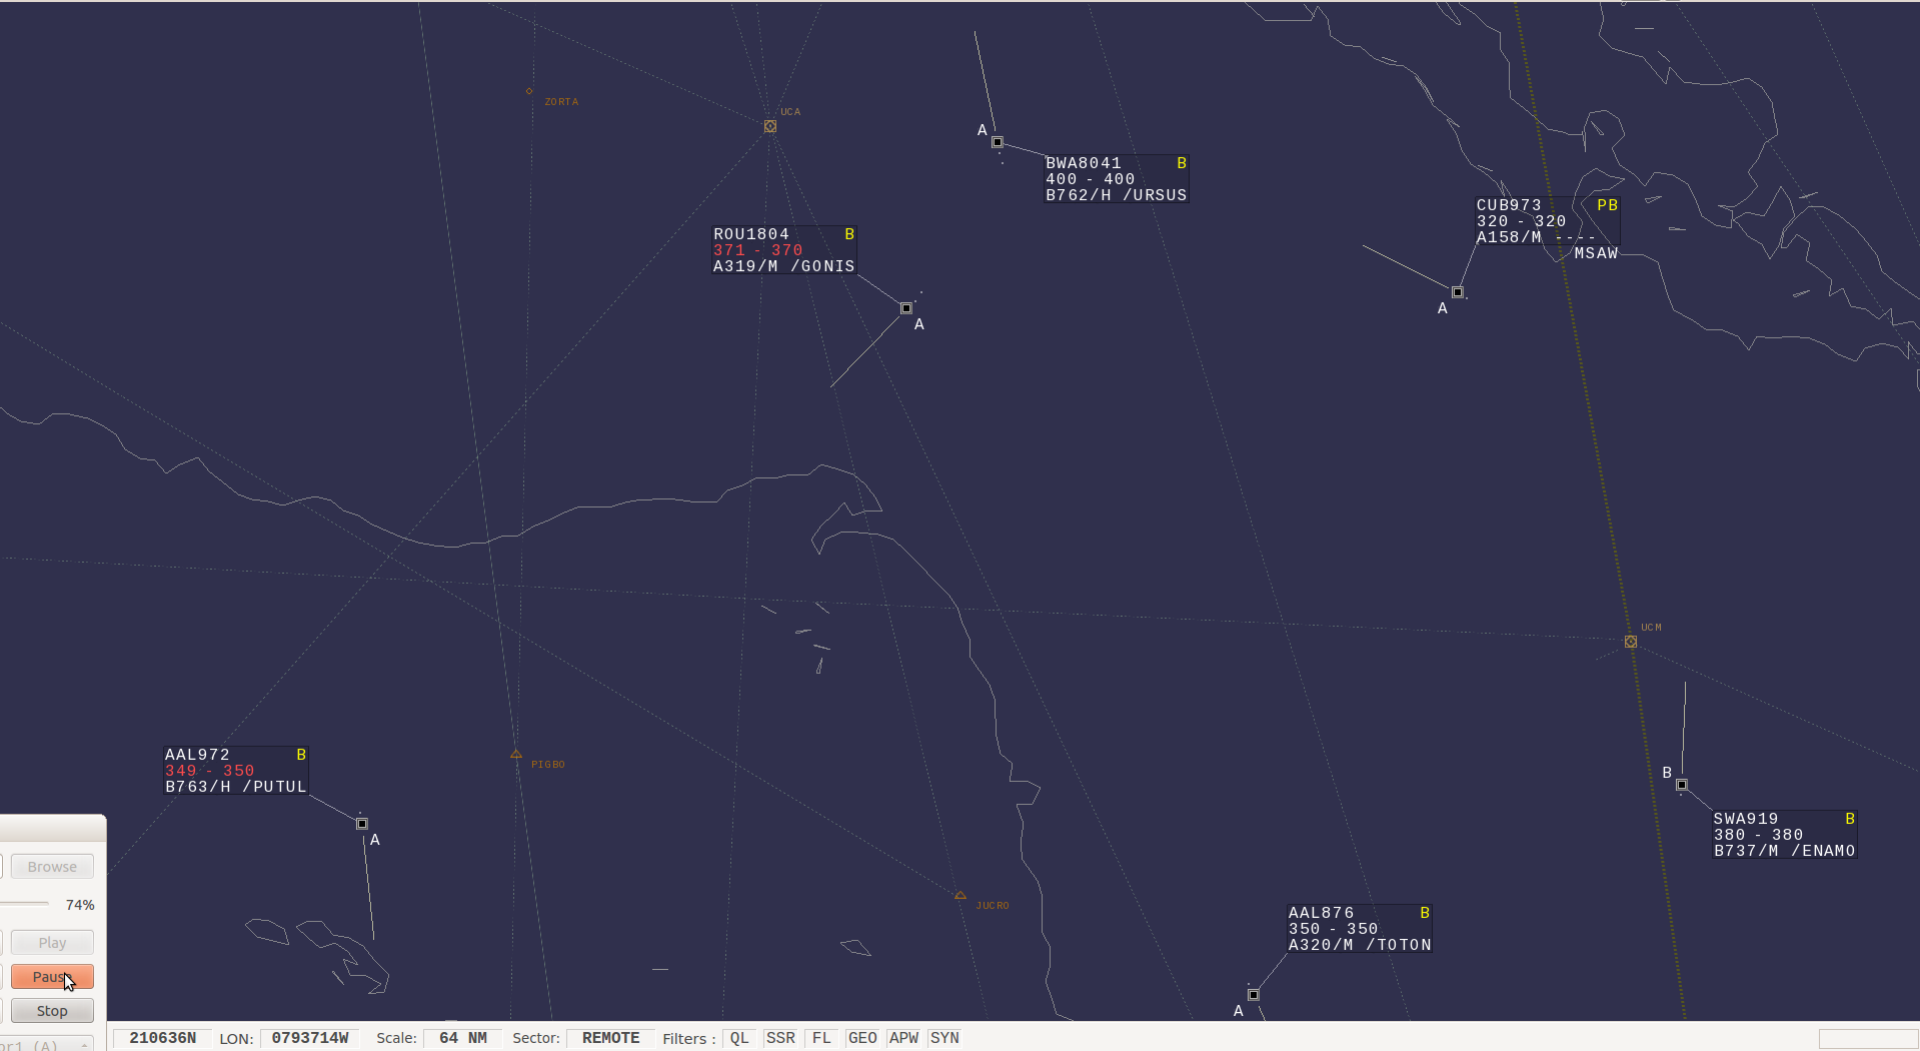 ZORTA
UCA
A
BWA8041 B
400 - 400
B762/H /URSUS
CUB973 PB
320 - 320
A158/M ----
MSAW
A
ROU1804 B
371 - 370
A319/M /GONIS
A
UCM
AAL972 B
349 - 350
B763/H /PUTUL
A
PIGBO
B
SWA919 B
380 - 380
B737/M /ENAMO
JUCRO
AAL876 B
350 - 350
A320/M /TOTON
A
Browse
74%
Play
Stop
210636N LON: 0793714W Scale: 64 NM Sector: REMOTE Filters : QL SSR FL GEO APW SYN